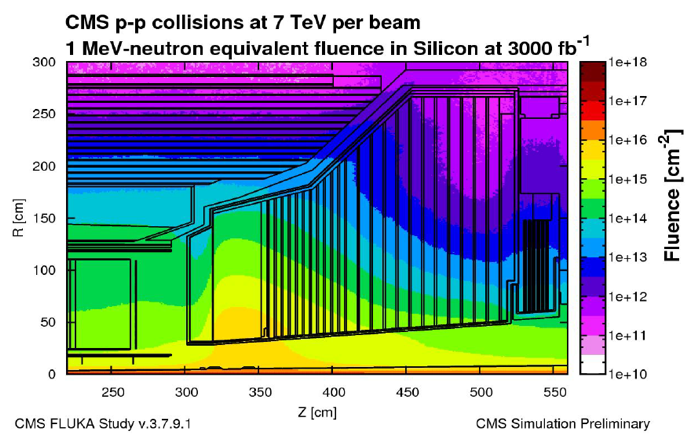 CMS p-p collisions at 7 TeV per beam
1 MeV-neutron equivalent fluence in Silicon at 3000 fb⁻¹
300
250
200
150
100
50
0
R [cm]
250
300
350
400
450
500
550
Z [cm]
1e+18
1e+17
1e+16
1e+15
1e+14
1e+13
1e+12
1e+11
1e+10
Fluence [cm⁻²]
CMS FLUKA Study v.3.7.9.1
CMS Simulation Preliminary